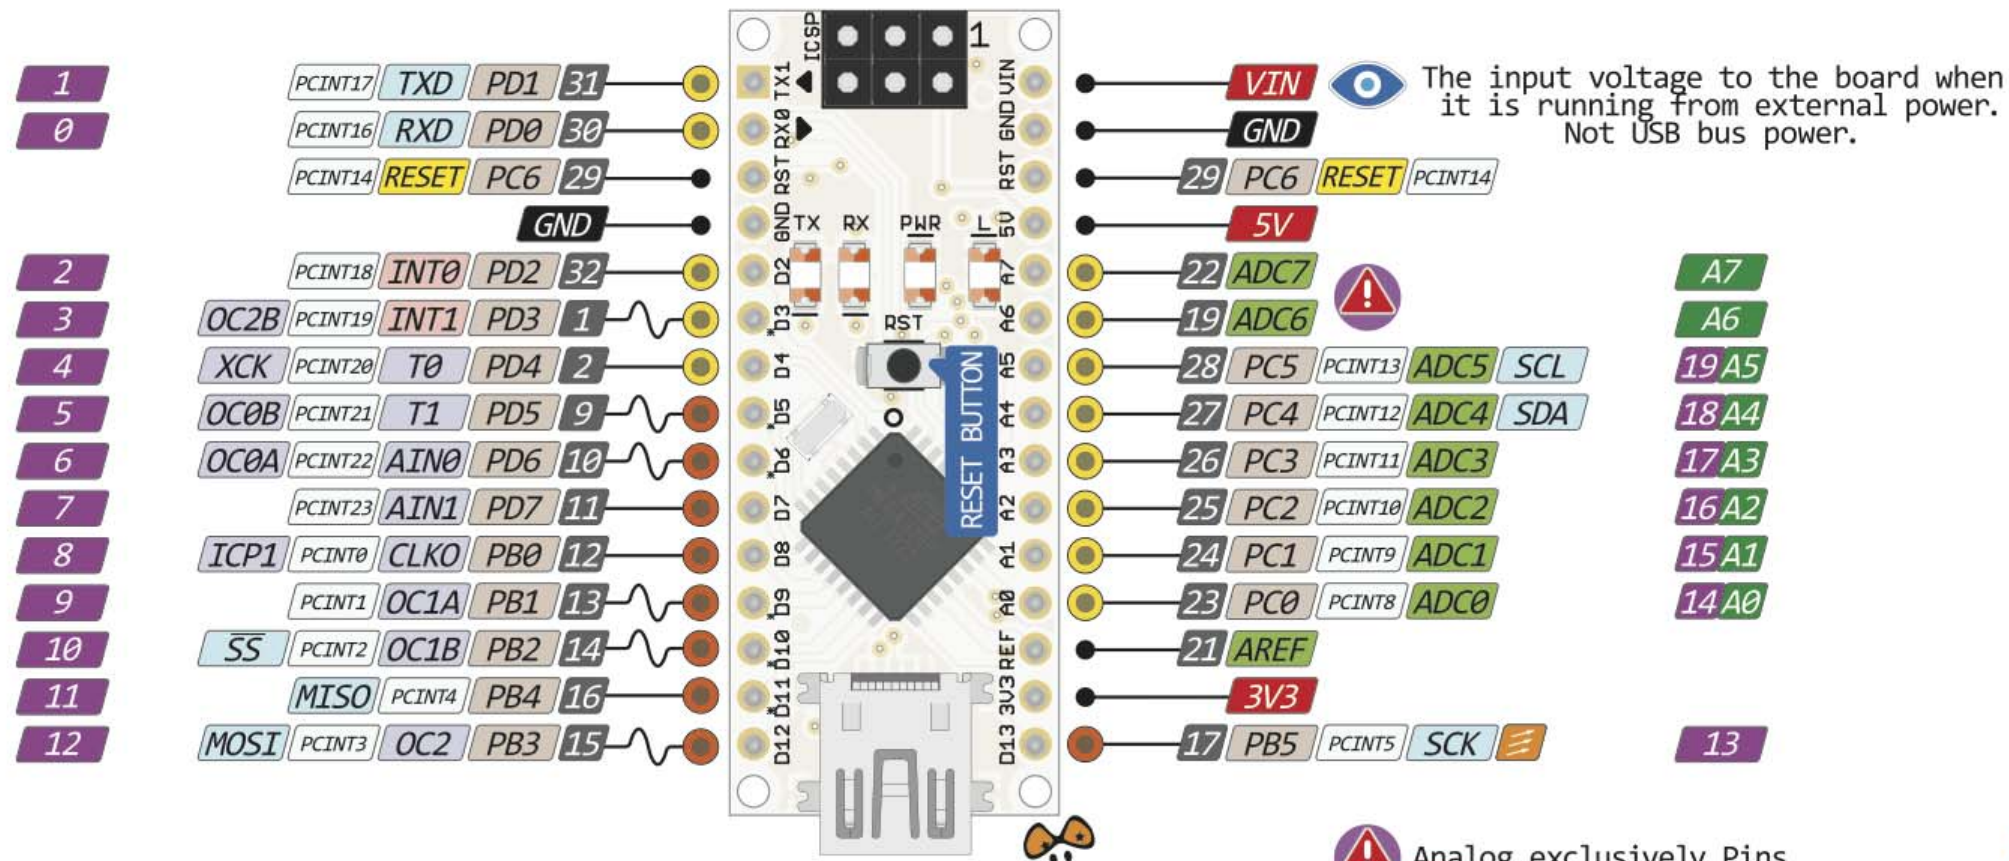 ICSP 1
1 PCINT17 TXD PD1 31 TX1 VIN VIN The input voltage to the board when
it is running from external power.
Not USB bus power.
0 PCINT16 RXD PD0 30 RX0 GND GND
PCINT14 RESET PC6 29 RST RST 29 PC6 RESET PCINT14
GND GND 5V 5V
TX RX PWR L
2 PCINT18 INT0 PD2 32 D2 A7 22 ADC7 A7
3 OC2B PCINT19 INT1 PD3 1 *D3 A6 19 ADC6 A6
RST
4 XCK PCINT20 T0 PD4 2 D4 A5 28 PC5 PCINT13 ADC5 SCL 19 A5
RESET BUTTON
5 OC0B PCINT21 T1 PD5 9 *D5 A4 27 PC4 PCINT12 ADC4 SDA 18 A4
6 OC0A PCINT22 AIN0 PD6 10 *D6 A3 26 PC3 PCINT11 ADC3 17 A3
7 PCINT23 AIN1 PD7 11 D7 A2 25 PC2 PCINT10 ADC2 16 A2
8 ICP1 PCINT0 CLKO PB0 12 D8 A1 24 PC1 PCINT9 ADC1 15 A1
9 PCINT1 OC1A PB1 13 *D9 A0 23 PC0 PCINT8 ADC0 14 A0
10 SS PCINT2 OC1B PB2 14 *D10 REF 21 AREF
11 MISO PCINT4 PB4 16 *D11 3V3 3V3
12 MOSI PCINT3 OC2 PB3 15 D12 D13 17 PB5 PCINT5 SCK 13
Analog exclusively Pins